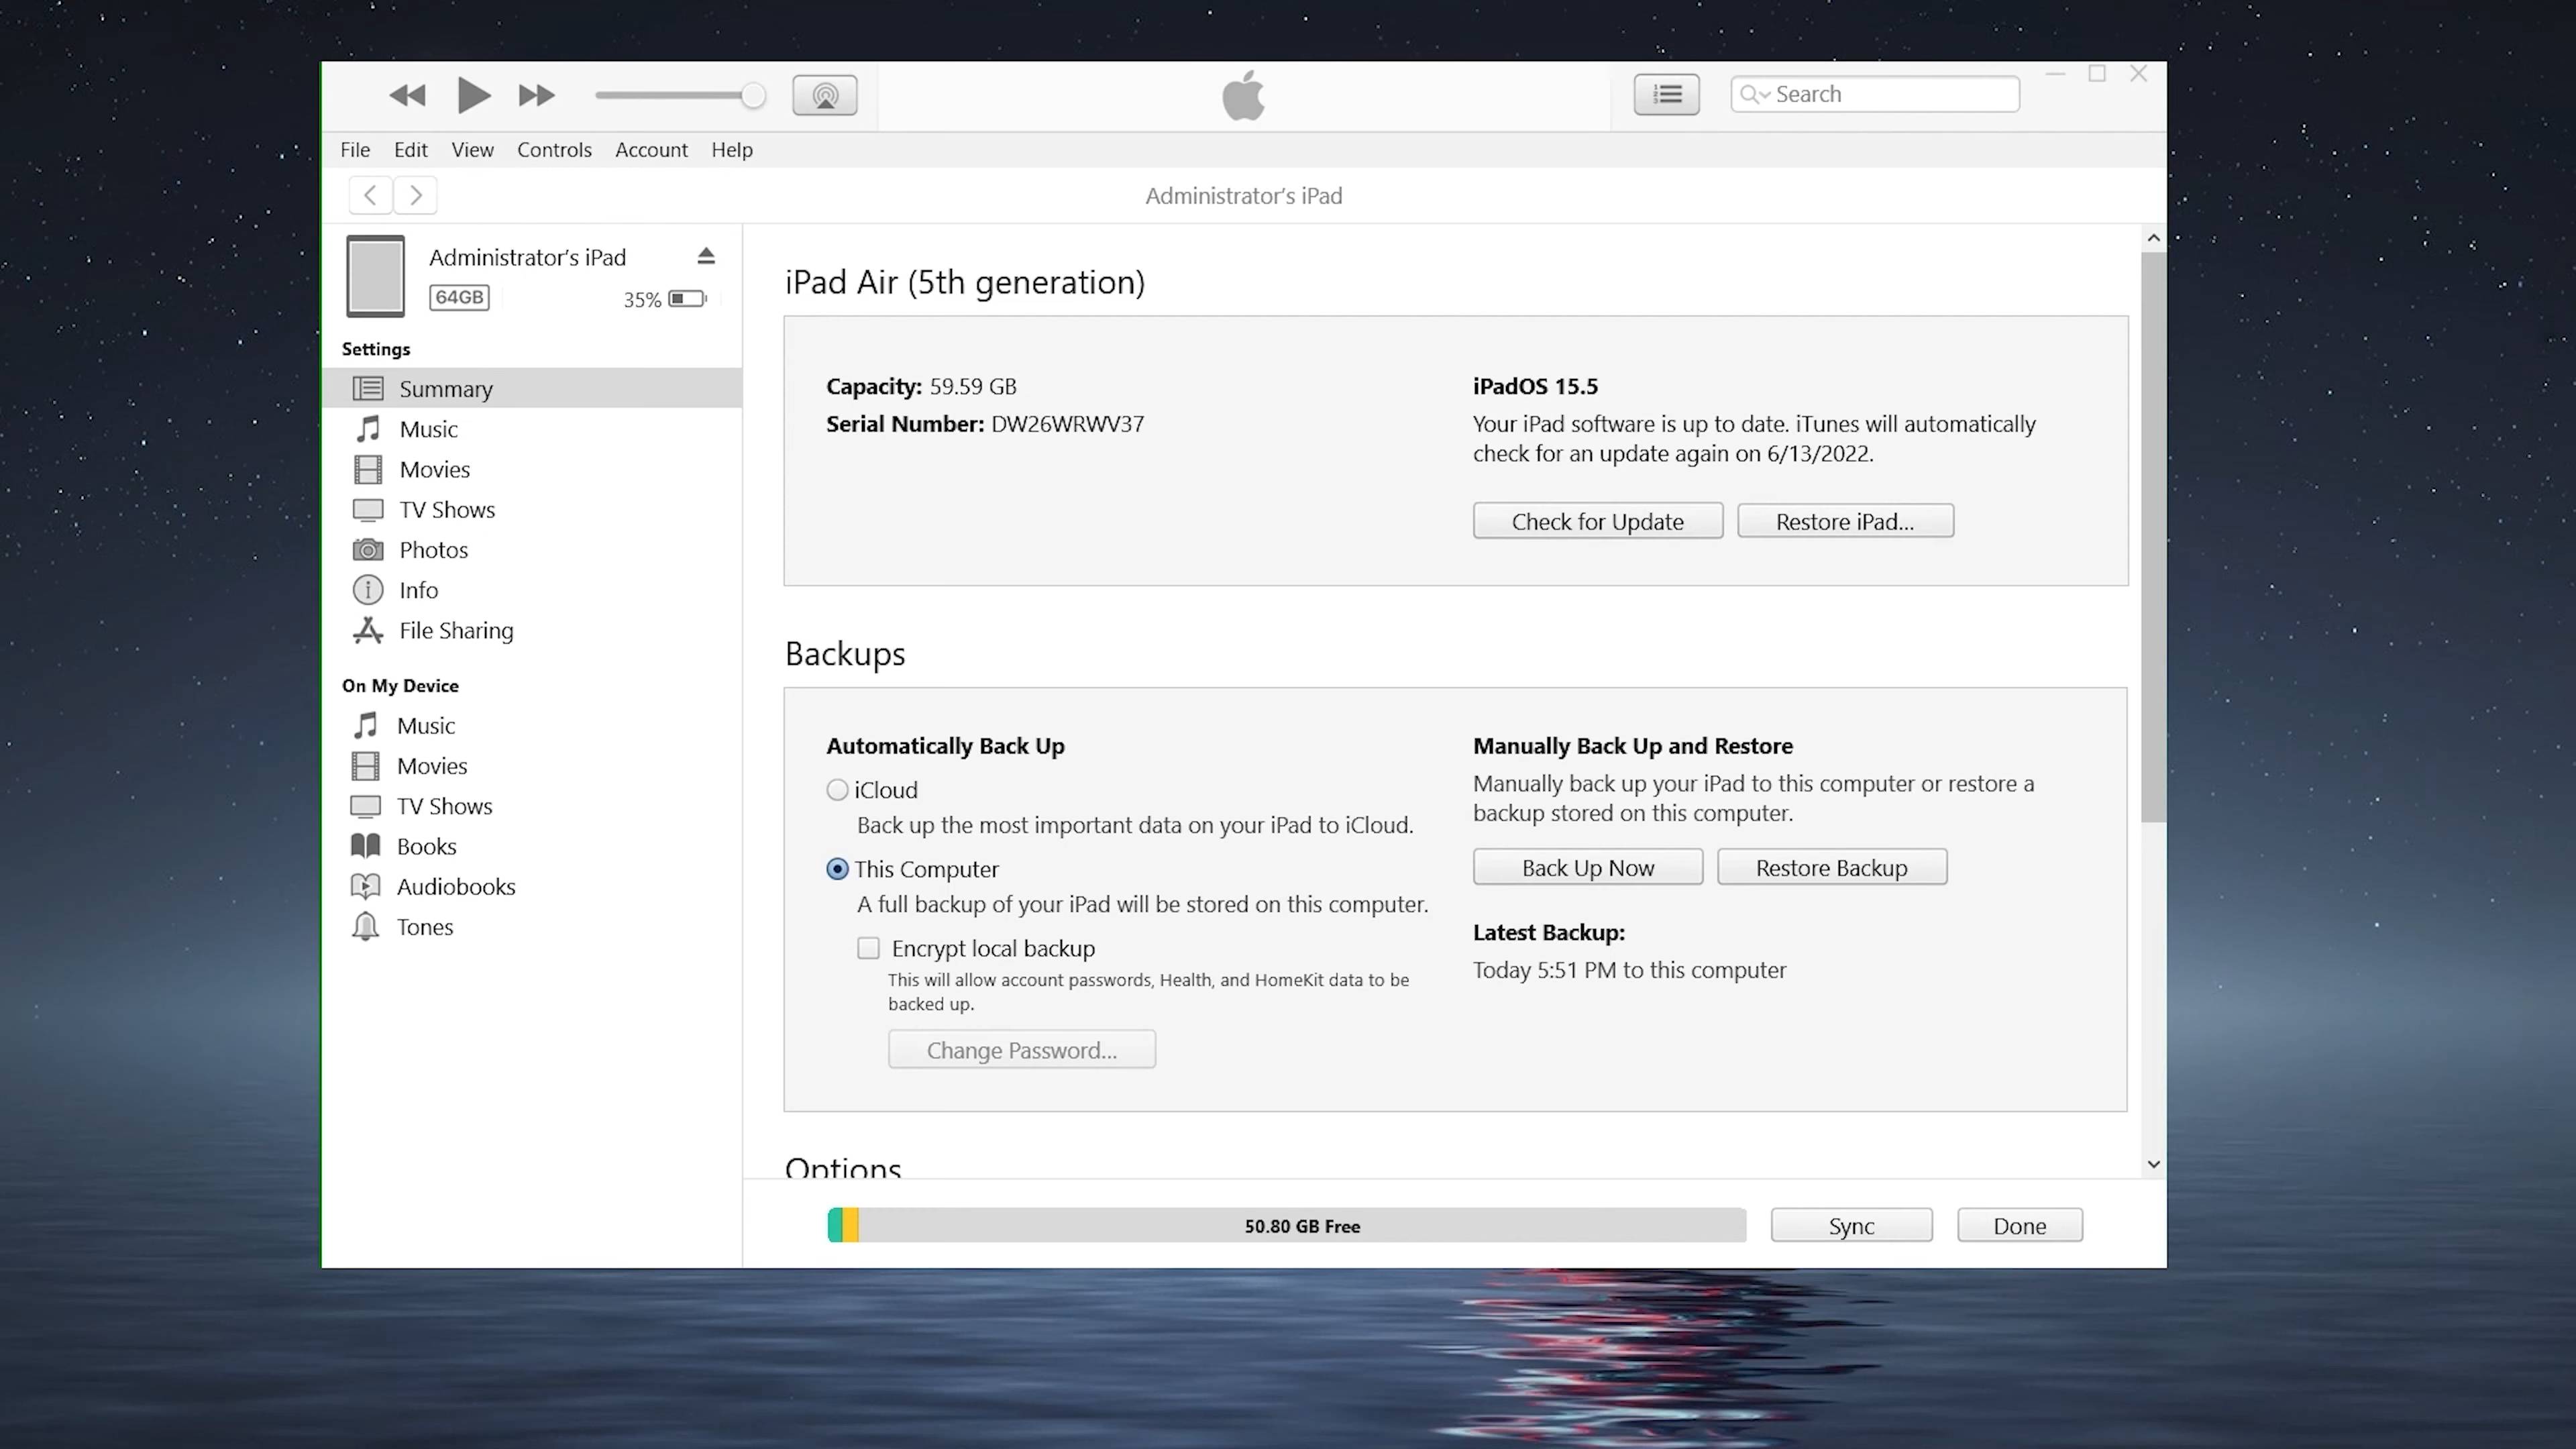 Search
File Edit View Controls Account Help
Administrator's iPad
Administrator's iPad
64GB 35%
Settings
Summary
Music
Movies
TV Shows
Photos
Info
File Sharing
On My Device
Music
Movies
TV Shows
Books
Audiobooks
Tones
iPad Air (5th generation)
Capacity: 59.59 GB
Serial Number: DW26WRWV37
iPadOS 15.5
Your iPad software is up to date. iTunes will automatically
check for an update again on 6/13/2022.
Check for Update Restore iPad...
Backups
Automatically Back Up
iCloud
Back up the most important data on your iPad to iCloud.
This Computer
A full backup of your iPad will be stored on this computer.
Encrypt local backup
This will allow account passwords, Health, and HomeKit data to be
backed up.
Change Password...
Manually Back Up and Restore
Manually back up your iPad to this computer or restore a
backup stored on this computer.
Back Up Now Restore Backup
Latest Backup:
Today 5:51 PM to this computer
Options
50.80 GB Free Sync Done